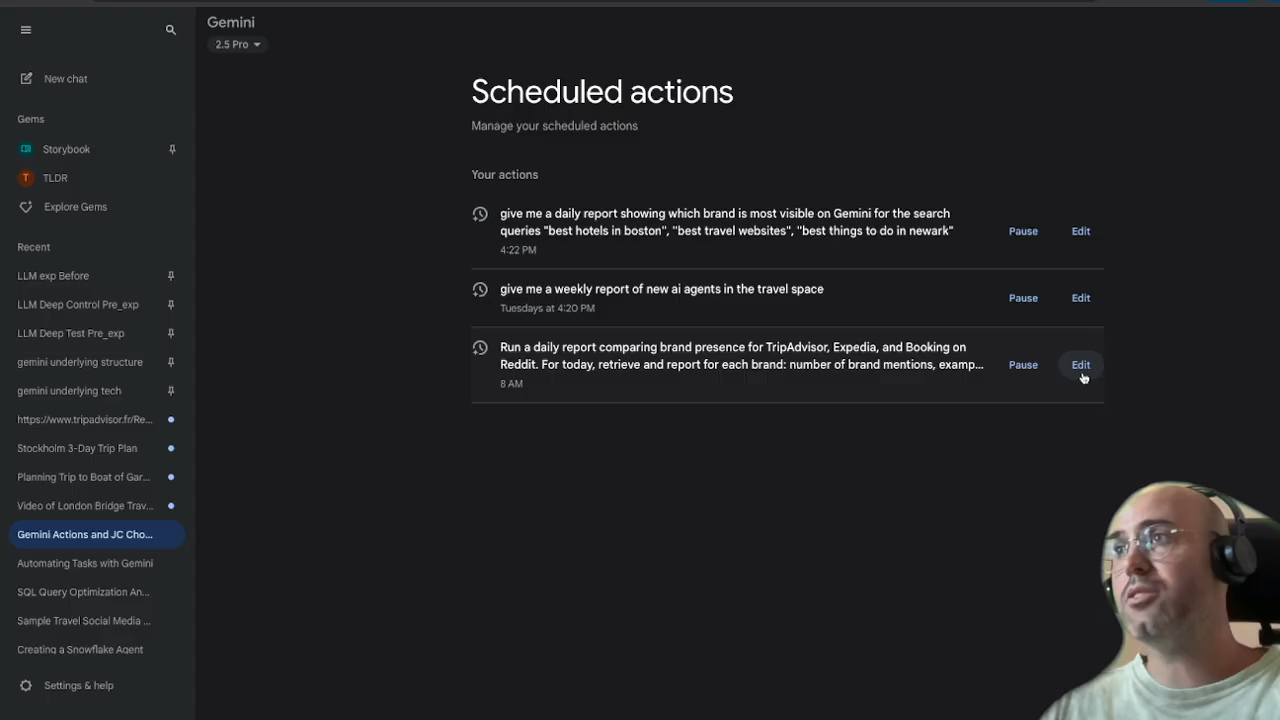 Gemini
2.5 Pro
New chat
Gems
Storybook
T
TLDR
Explore Gems
Recent
LLM exp Before
LLM Deep Control Pre_exp
LLM Deep Test Pre_exp
gemini underlying structure
gemini underlying tech
https://www.tripadvisor.fr/Re...
Stockholm 3-Day Trip Plan
Planning Trip to Boat of Gar...
Video of London Bridge Trav...
Gemini Actions and JC Cho...
Automating Tasks with Gemini
SQL Query Optimization An...
Sample Travel Social Media ...
Creating a Snowflake Agent
Settings & help
Scheduled actions
Manage your scheduled actions
Your actions
give me a daily report showing which brand is most visible on Gemini for the search
queries "best hotels in boston", "best travel websites", "best things to do in newark"
4:22 PM
Pause
Edit
give me a weekly report of new ai agents in the travel space
Tuesdays at 4:20 PM
Pause
Edit
Run a daily report comparing brand presence for TripAdvisor, Expedia, and Booking on
Reddit. For today, retrieve and report for each brand: number of brand mentions, examp...
8 AM
Pause
Edit